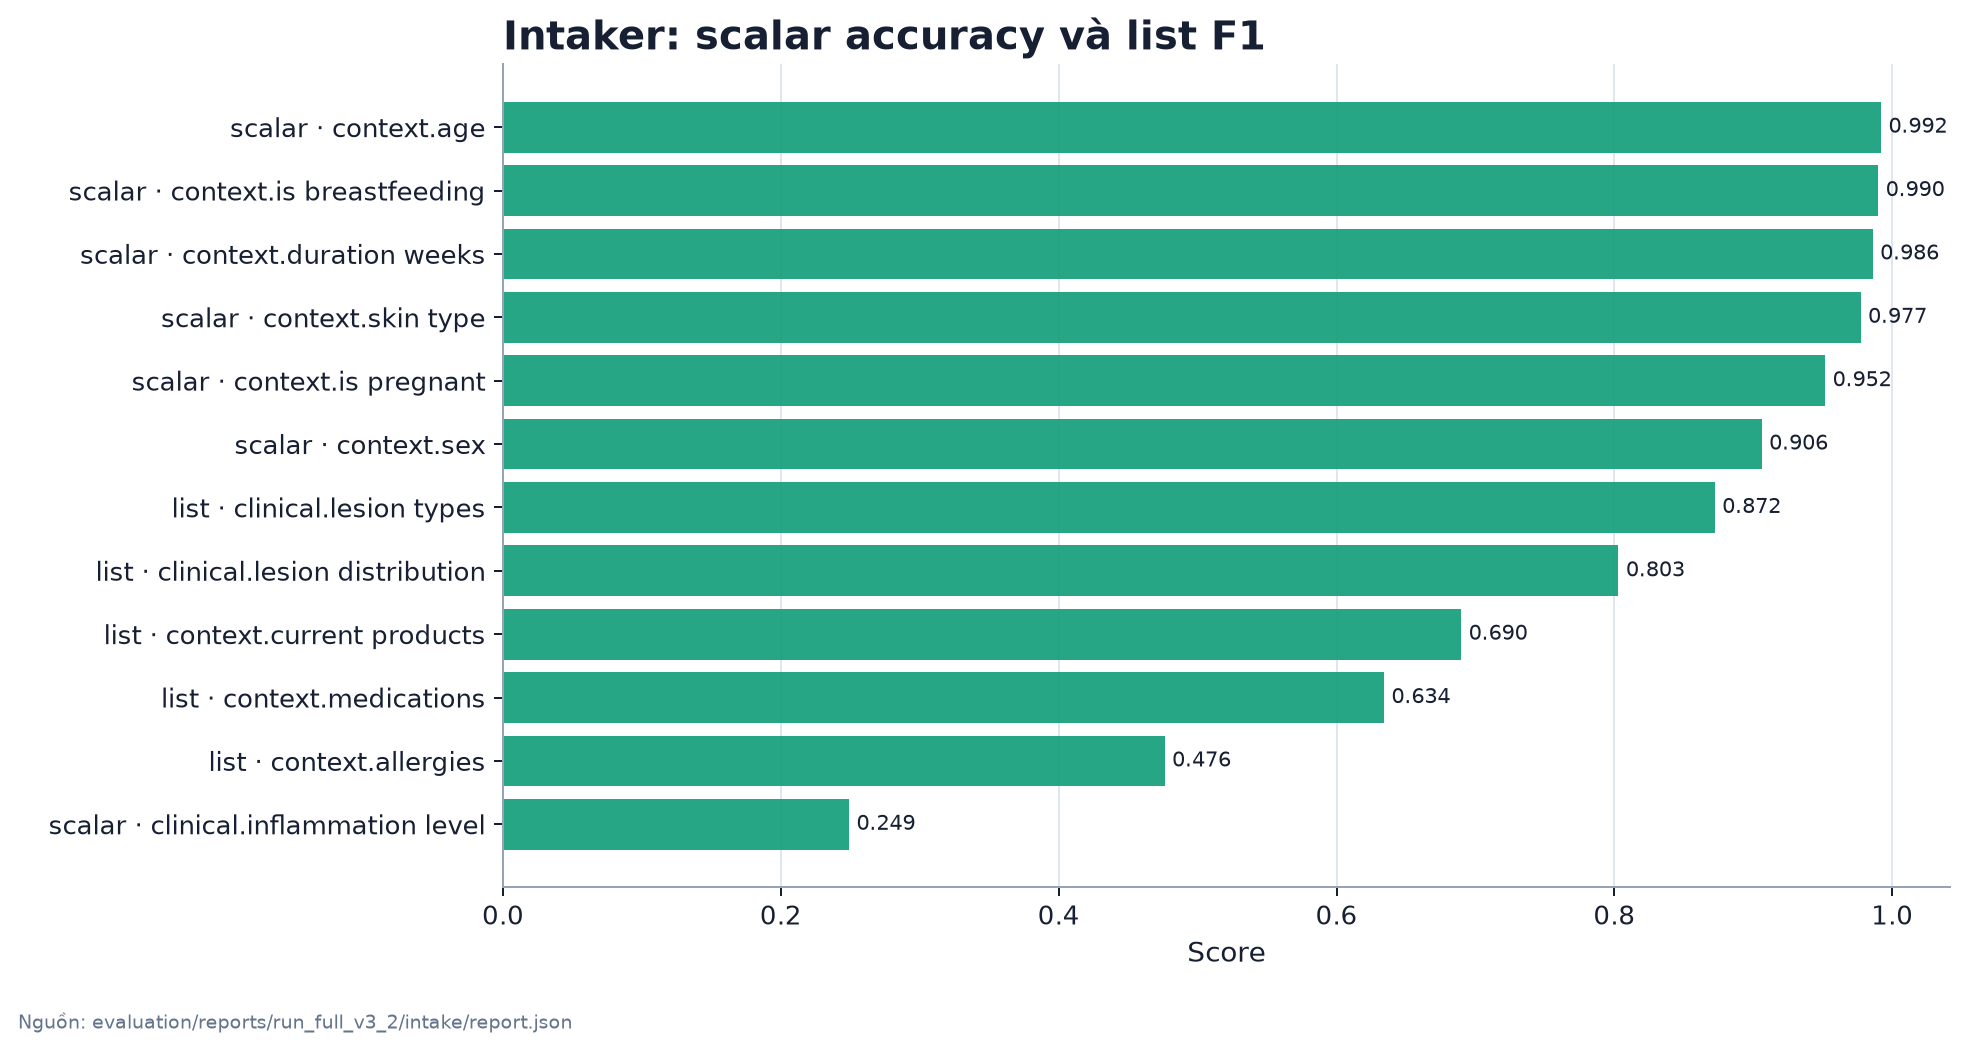 Intaker: scalar accuracy và list F1
scalar · context.age 0.992
scalar · context.is breastfeeding 0.990
scalar · context.duration weeks 0.986
scalar · context.skin type 0.977
scalar · context.is pregnant 0.952
scalar · context.sex 0.906
list · clinical.lesion types 0.872
list · clinical.lesion distribution 0.803
list · context.current products 0.690
list · context.medications 0.634
list · context.allergies 0.476
scalar · clinical.inflammation level 0.249
0.0 0.2 0.4 0.6 0.8 1.0
Score
Nguồn: evaluation/reports/run_full_v3_2/intake/report.json